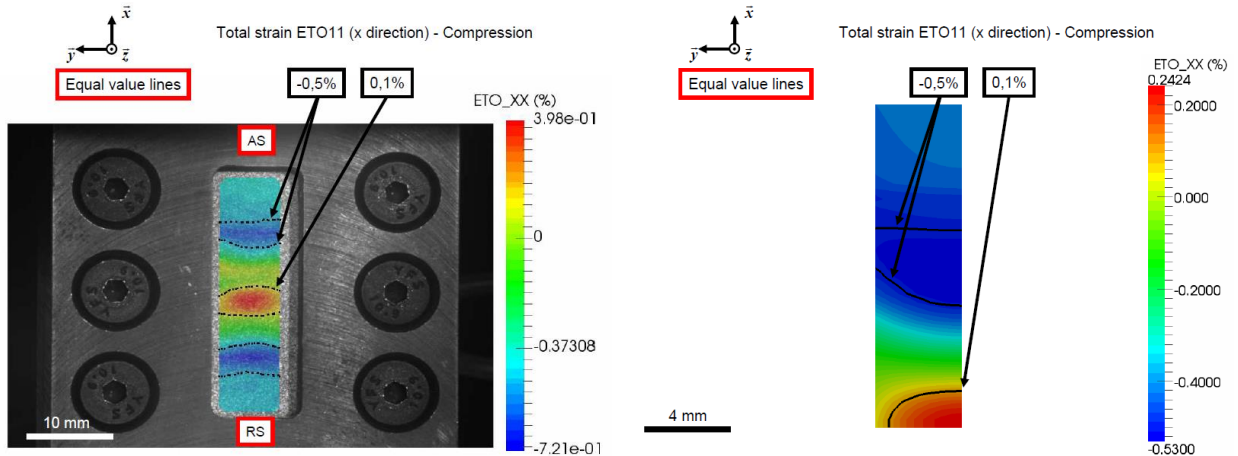 x
y
z
Total strain ETO11 (x direction) - Compression
Equal value lines
-0,5%
0,1%
ETO_XX (%)
3.98e-01
0
-0.37308
-7.21e-01
AS
RS
10 mm
x
y
z
Total strain ETO11 (x direction) - Compression
Equal value lines
-0,5%
0,1%
ETO_XX (%)
0.2424
0.2000
0.000
-0.2000
-0.4000
-0.5300
4 mm